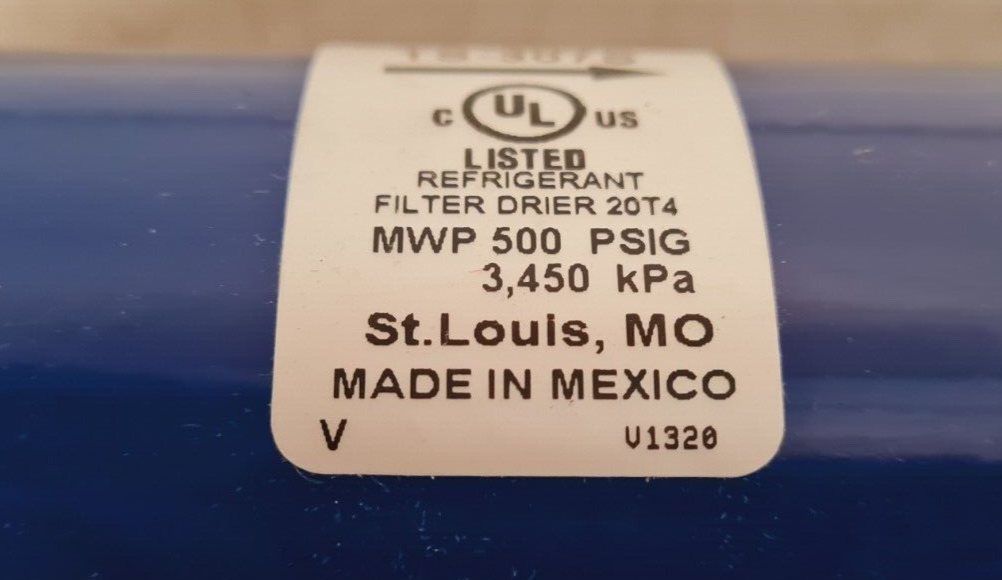 C UL US
LISTED
REFRIGERANT
FILTER DRIER 20T4
MWP 500 PSIG
3,450 kPa
St.Louis, MO
MADE IN MEXICO
V V1320